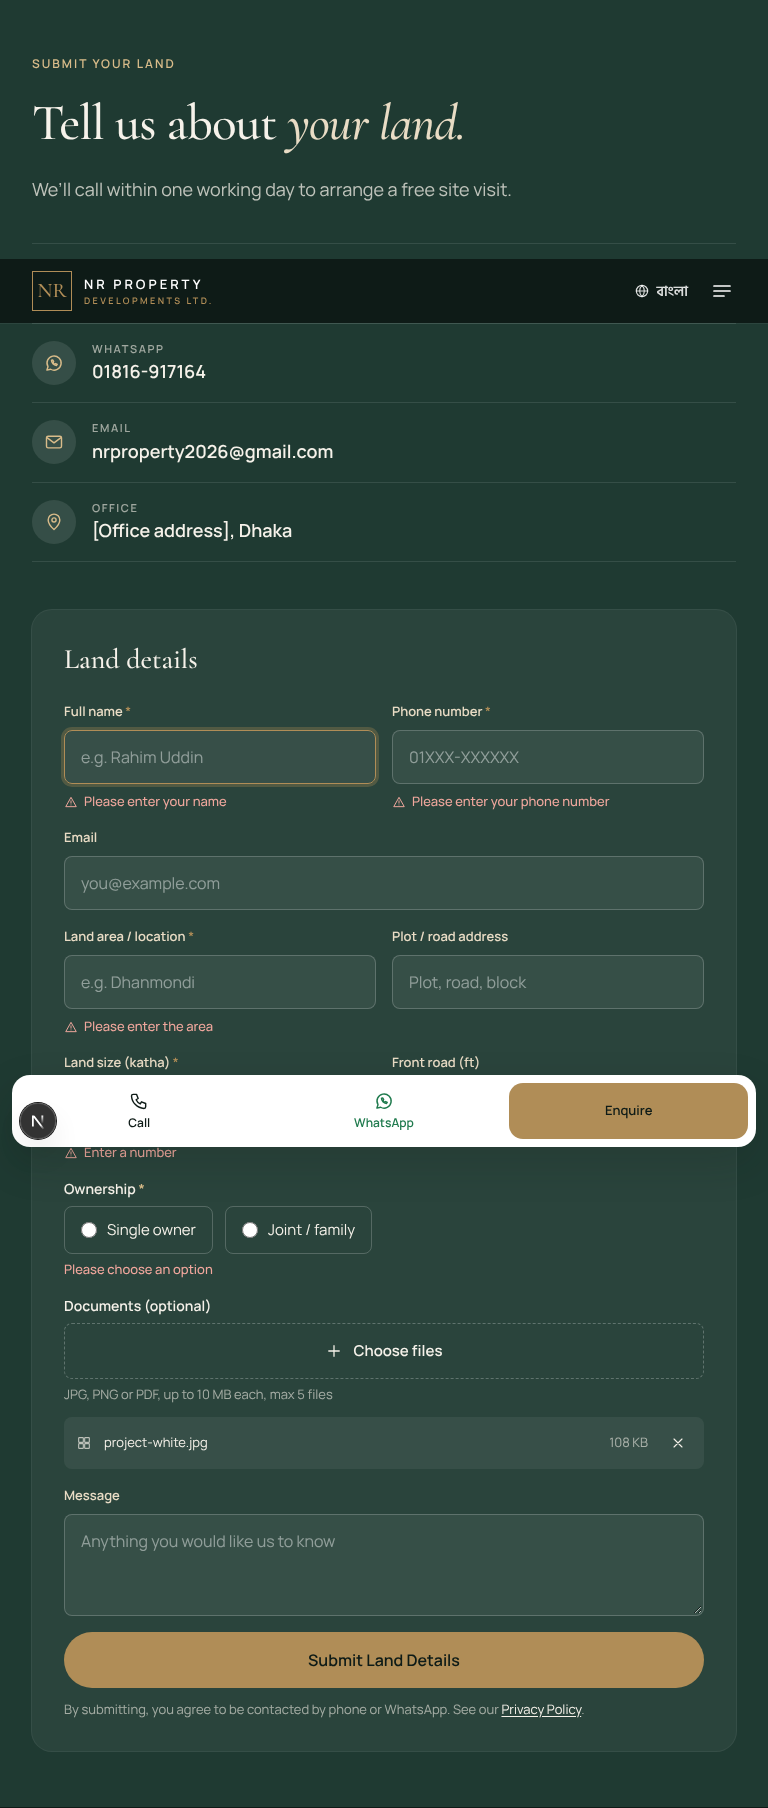 SUBMIT YOUR LAND
Tell us about your land.
We'll call within one working day to arrange a free site visit.
NR
NR PROPERTY
DEVELOPMENTS LTD.
বাংলা
WHATSAPP
01816-917164
EMAIL
nrproperty2026@gmail.com
OFFICE
[Office address], Dhaka
Land details
Full name *
Phone number *
e.g. Rahim Uddin
01XXX-XXXXXX
Please enter your name
Please enter your phone number
Email
you@example.com
Land area / location *
Plot / road address
e.g. Dhanmondi
Plot, road, block
Please enter the area
Land size (katha) *
Front road (ft)
N
Call
WhatsApp
Enquire
Enter a number
Ownership *
Single owner
Joint / family
Please choose an option
Documents (optional)
Choose files
JPG, PNG or PDF, up to 10 MB each, max 5 files
project-white.jpg
108 KB
Message
Anything you would like us to know
Submit Land Details
By submitting, you agree to be contacted by phone or WhatsApp. See our Privacy Policy.